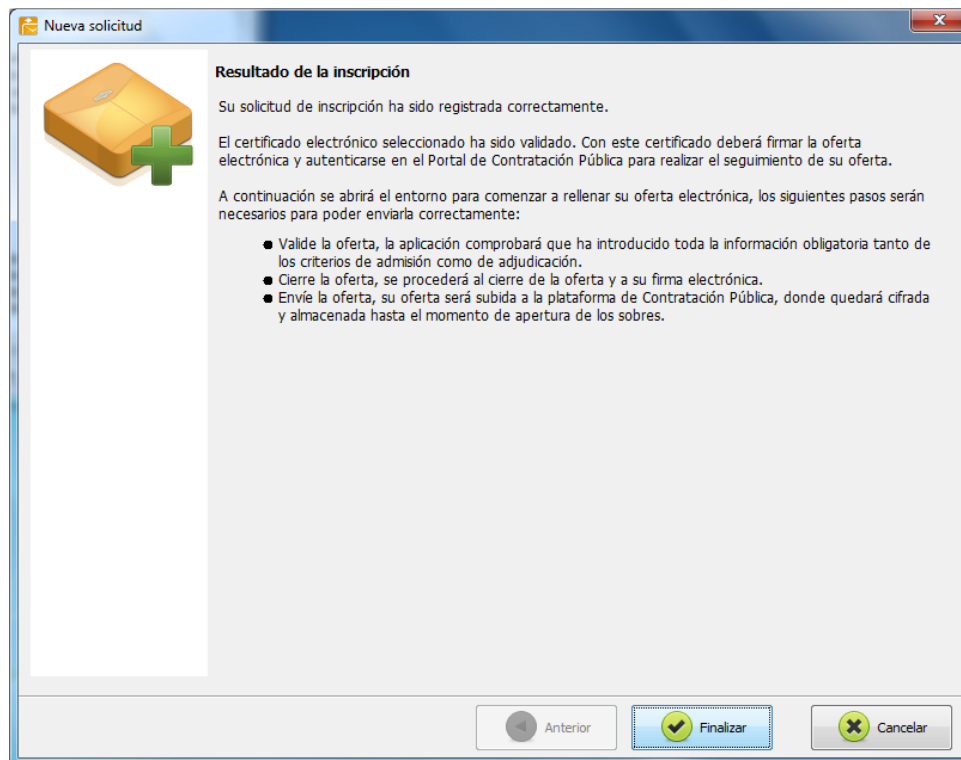 Nueva solicitud
Resultado de la inscripción
Su solicitud de inscripción ha sido registrada correctamente.
El certificado electrónico seleccionado ha sido validado. Con este certificado deberá firmar la oferta
electrónica y autenticarse en el Portal de Contratación Pública para realizar el seguimiento de su oferta.
A continuación se abrirá el entorno para comenzar a rellenar su oferta electrónica, los siguientes pasos serán
necesarios para poder enviarla correctamente:
● Valide la oferta, la aplicación comprobará que ha introducido toda la información obligatoria tanto de
los criterios de admisión como de adjudicación.
● Cierre la oferta, se procederá al cierre de la oferta y a su firma electrónica.
● Envíe la oferta, su oferta será subida a la plataforma de Contratación Pública, donde quedará cifrada
y almacenada hasta el momento de apertura de los sobres.
Anterior
Finalizar
Cancelar